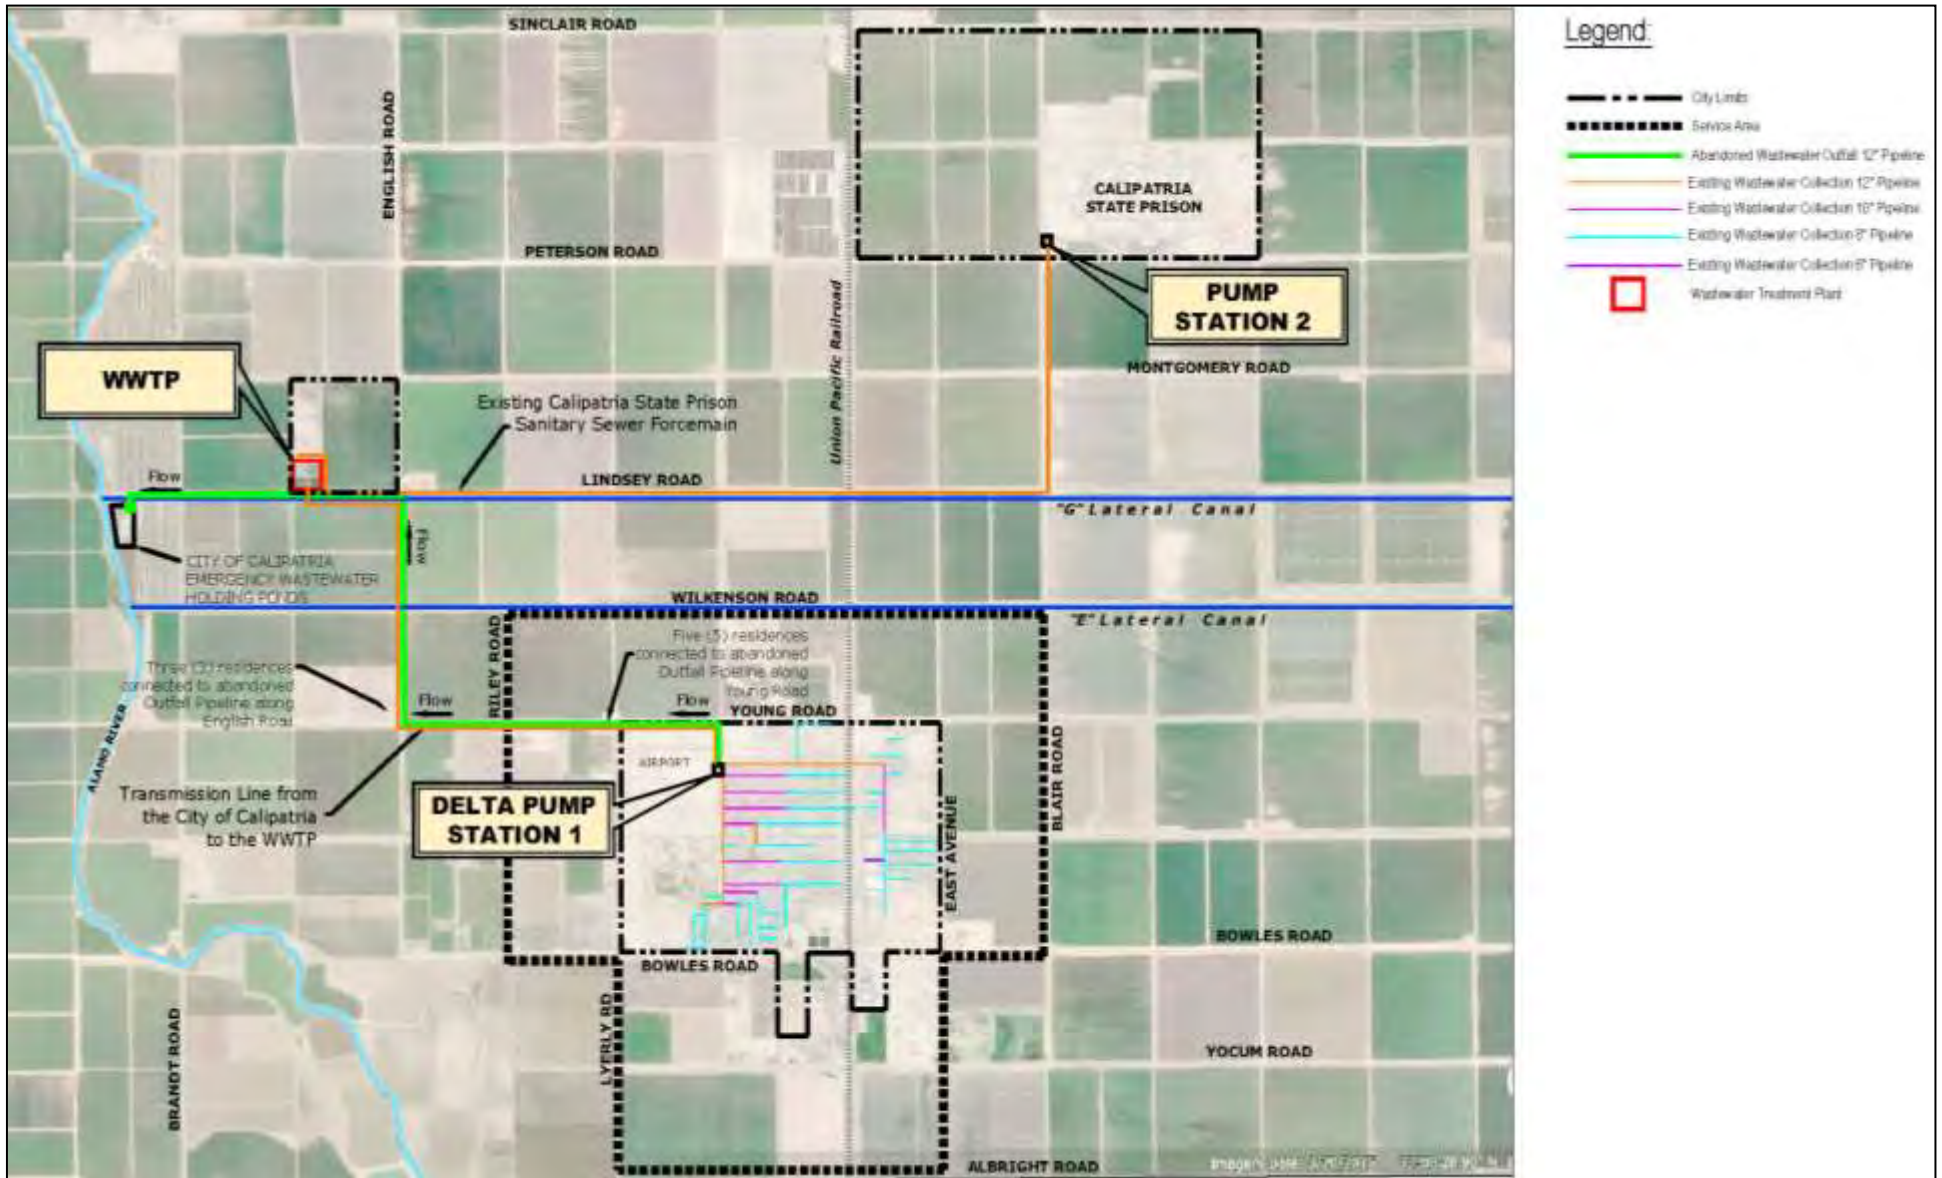 SINCLAIR ROAD
Legend:
City Limits
Service Area
Abandoned Wastewater Outfall 12" Pipeline
Existing Wastewater Collection 12" Pipeline
Existing Wastewater Collection 10" Pipeline
Existing Wastewater Collection 8" Pipeline
Existing Wastewater Collection 6" Pipeline
Wastewater Treatment Plant
ENGLISH ROAD
CALIPATRIA
STATE PRISON
PETERSON ROAD
PUMP
STATION 2
Union Pacific Railroad
MONTGOMERY ROAD
WWTP
Existing Calipatria State Prison
Sanitary Sewer Forcemain
Flow
LINDSEY ROAD
"G" Lateral Canal
Flow
CITY OF CALIPATRIA
EMERGENCY WASTEWATER
HOLDING PONDS
WILKENSON ROAD
"E" Lateral Canal
RILEY ROAD
Five (5) residences
connected to abandoned
Outfall Pipeline along
Young Road
Three (3) residences
connected to abandoned
Outfall Pipeline along
English Road
Flow
Flow
YOUNG ROAD
ALAMO RIVER
AIRPORT
BLAIR ROAD
Transmission Line from
the City of Calipatria
to the WWTP
DELTA PUMP
STATION 1
EAST AVENUE
BOWLES ROAD
BOWLES ROAD
LYERLY RD
BRANDT ROAD
YOCUM ROAD
ALBRIGHT ROAD
Imagery Date: